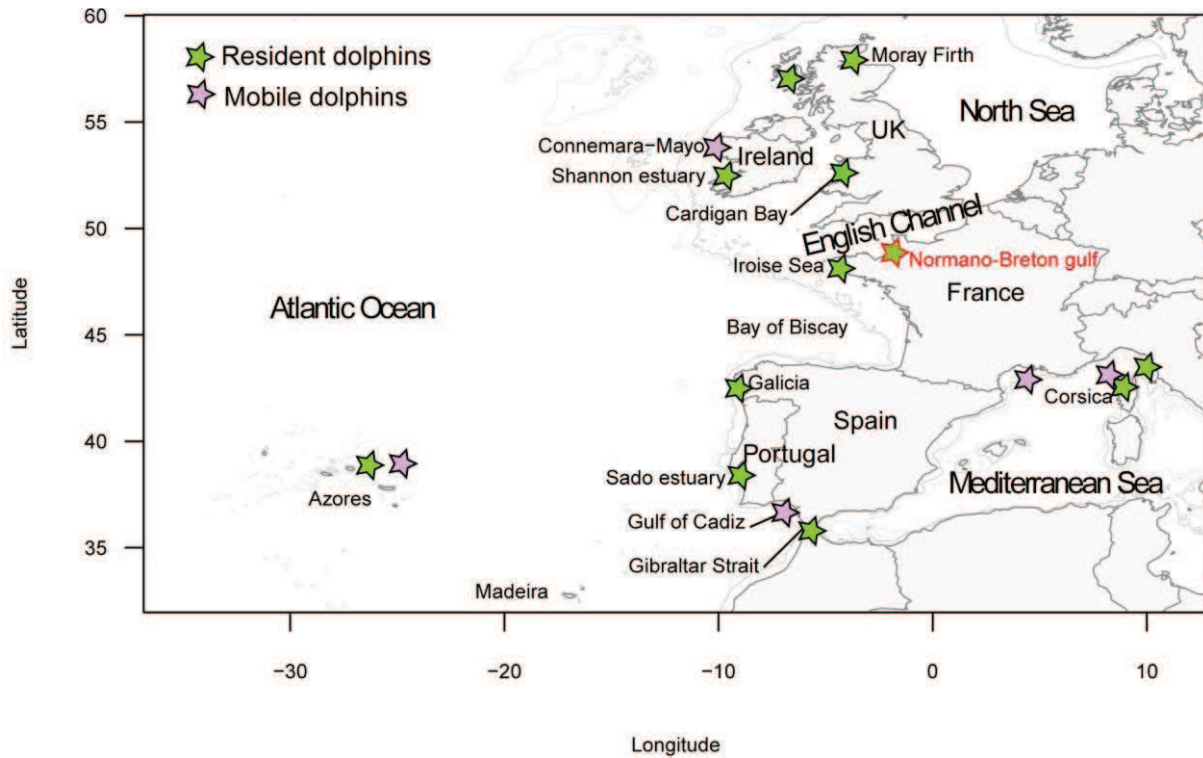 60
Resident dolphins
Mobile dolphins
Moray Firth
North Sea
55
UK
Connemara−Mayo
Ireland
Shannon estuary
Cardigan Bay
English Channel
50
Normano-Breton gulf
Iroise Sea
France
Atlantic Ocean
Bay of Biscay
45
Galicia
Corsica
Spain
40
Portugal
Sado estuary
Mediterranean Sea
Azores
Gulf of Cadiz
35
Gibraltar Strait
Madeira
Latitude
−30
−20
−10
0
10
Longitude